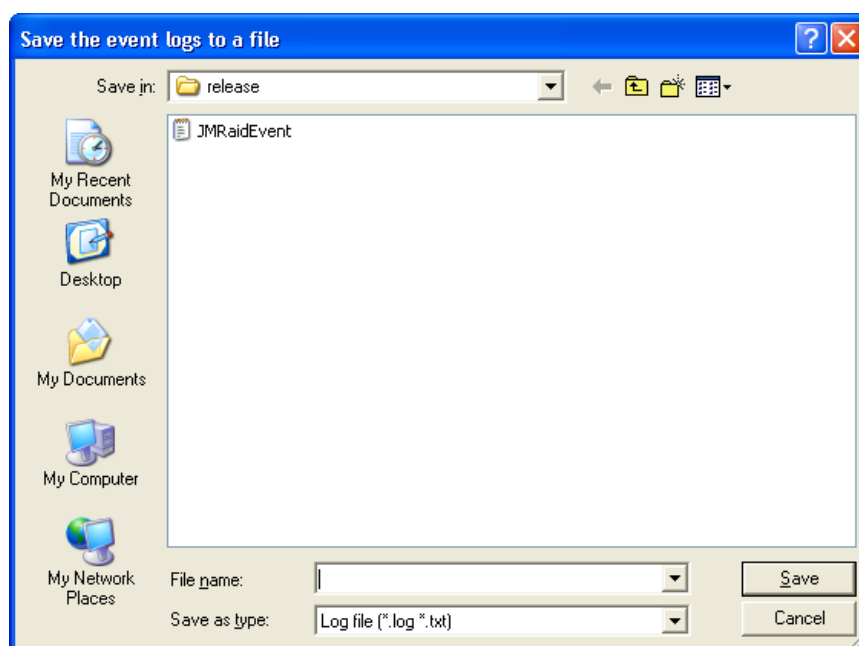 Save the event logs to a file
Save in:
release
JMRaidEvent
My Recent
Documents
Desktop
My Documents
My Computer
My Network
Places
File name:
Save
Save as type:
Log file (*.log *.txt)
Cancel